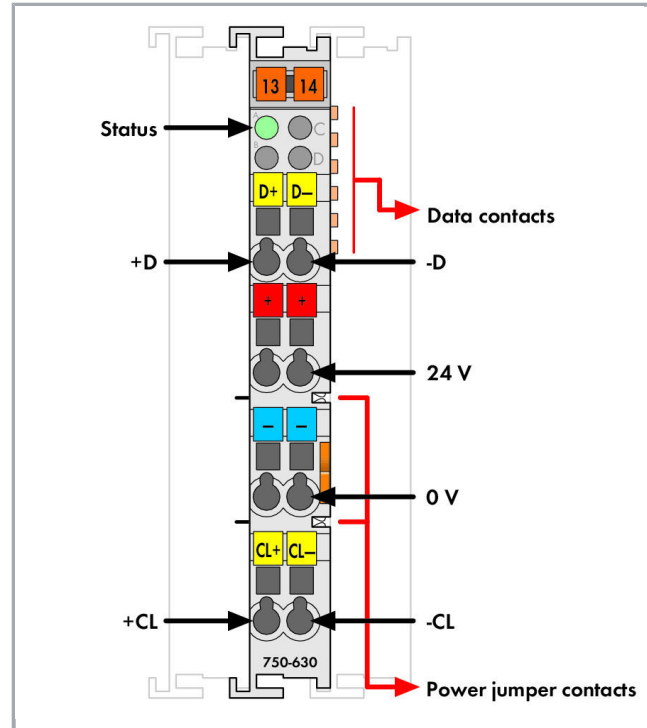 13 14
A C
Status
B D
D+ D−
Data contacts
+D -D
+ +
24 V
− −
0 V
CL+ CL−
+CL -CL
750-630
Power jumper contacts